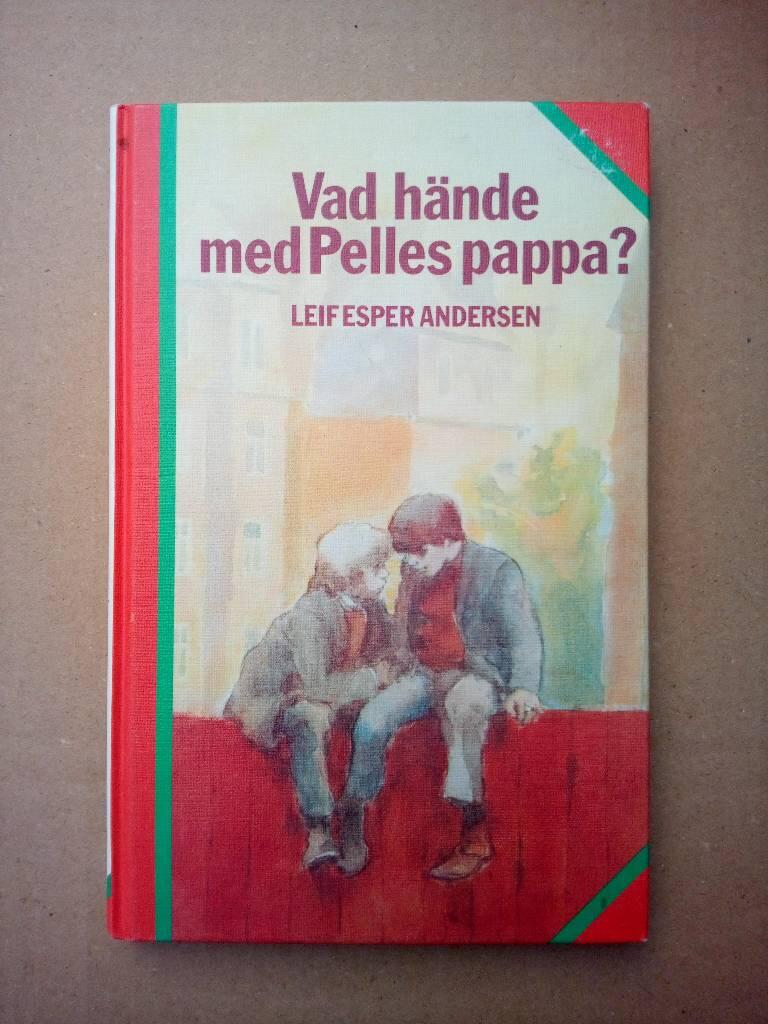 Vad hände
med Pelles pappa?
LEIF ESPER ANDERSEN